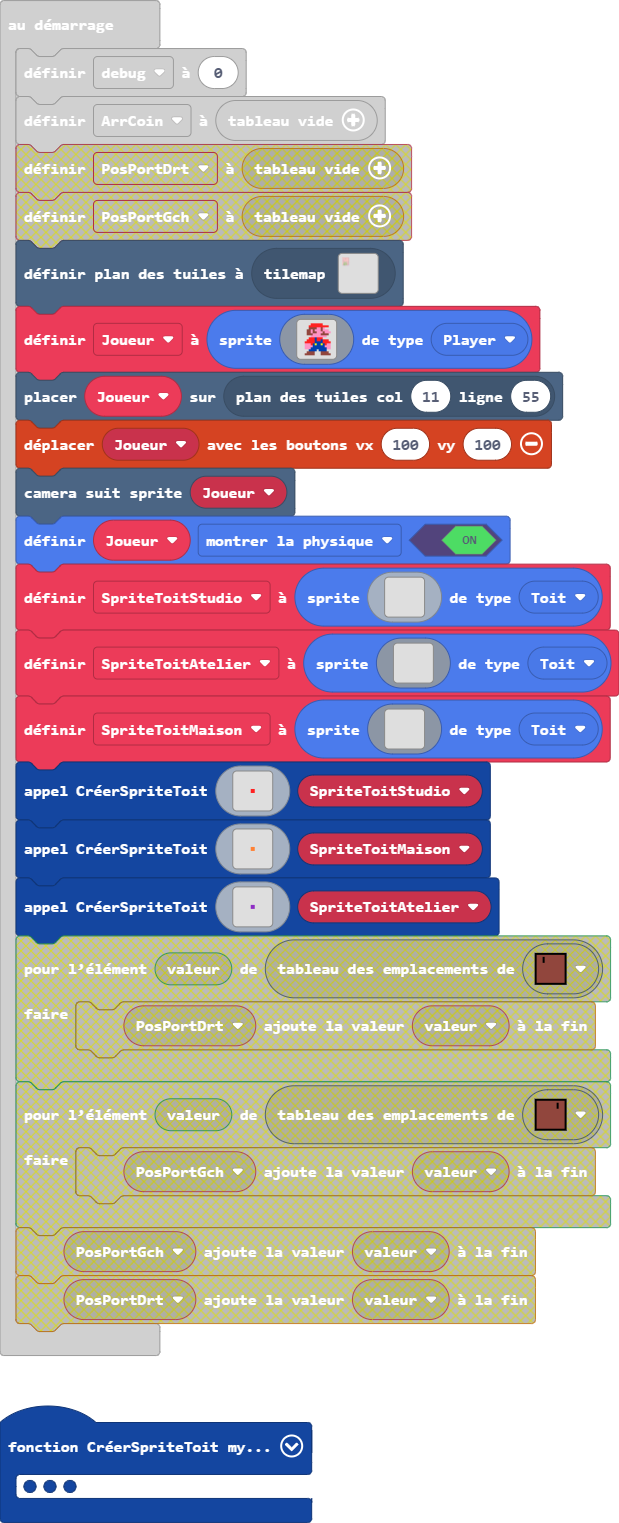 au démarrage
définir debug à 0
définir ArrCoin à tableau vide
définir PosPortDrt à tableau vide
définir PosPortGch à tableau vide
définir plan des tuiles à tilemap
définir Joueur à sprite de type Player
placer Joueur sur plan des tuiles col 11 ligne 55
déplacer Joueur avec les boutons vx 100 vy 100
camera suit sprite Joueur
définir Joueur montrer la physique ON
définir SpriteToitStudio à sprite de type Toit
définir SpriteToitAtelier à sprite de type Toit
définir SpriteToitMaison à sprite de type Toit
appel CréerSpriteToit SpriteToitStudio
appel CréerSpriteToit SpriteToitMaison
appel CréerSpriteToit SpriteToitAtelier
pour l'élément valeur de tableau des emplacements de
faire PosPortDrt ajoute la valeur valeur à la fin
pour l'élément valeur de tableau des emplacements de
faire PosPortGch ajoute la valeur valeur à la fin
PosPortGch ajoute la valeur valeur à la fin
PosPortDrt ajoute la valeur valeur à la fin
fonction CréerSpriteToit my...